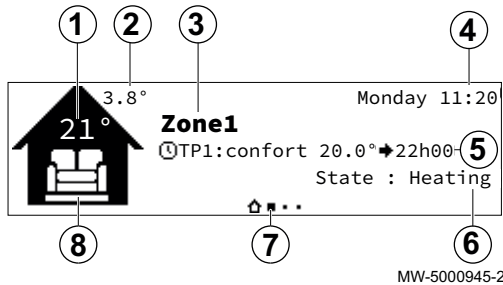 1 2 3 4
3.8° Monday 11:20
21° Zone1
TP1:confort 20.0°➡22h00 5
State : Heating
8 7 6
MW-5000945-2